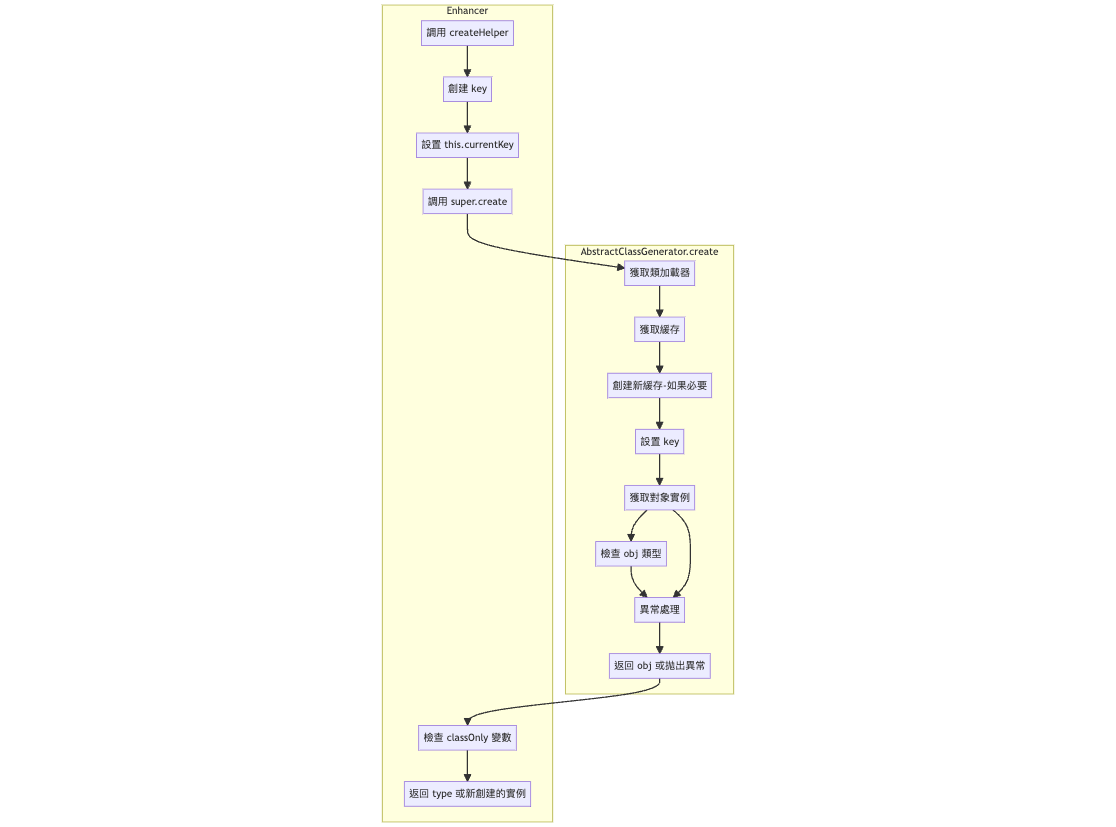 Enhancer
調用 createHelper
創建 key
設置 this.currentKey
調用 super.create
AbstractClassGenerator.create
獲取類加載器
獲取緩存
創建新緩存-如果必要
設置 key
獲取對象實例
檢查 obj 類型
異常處理
返回 obj 或拋出異常
檢查 classOnly 變數
返回 type 或新創建的實例